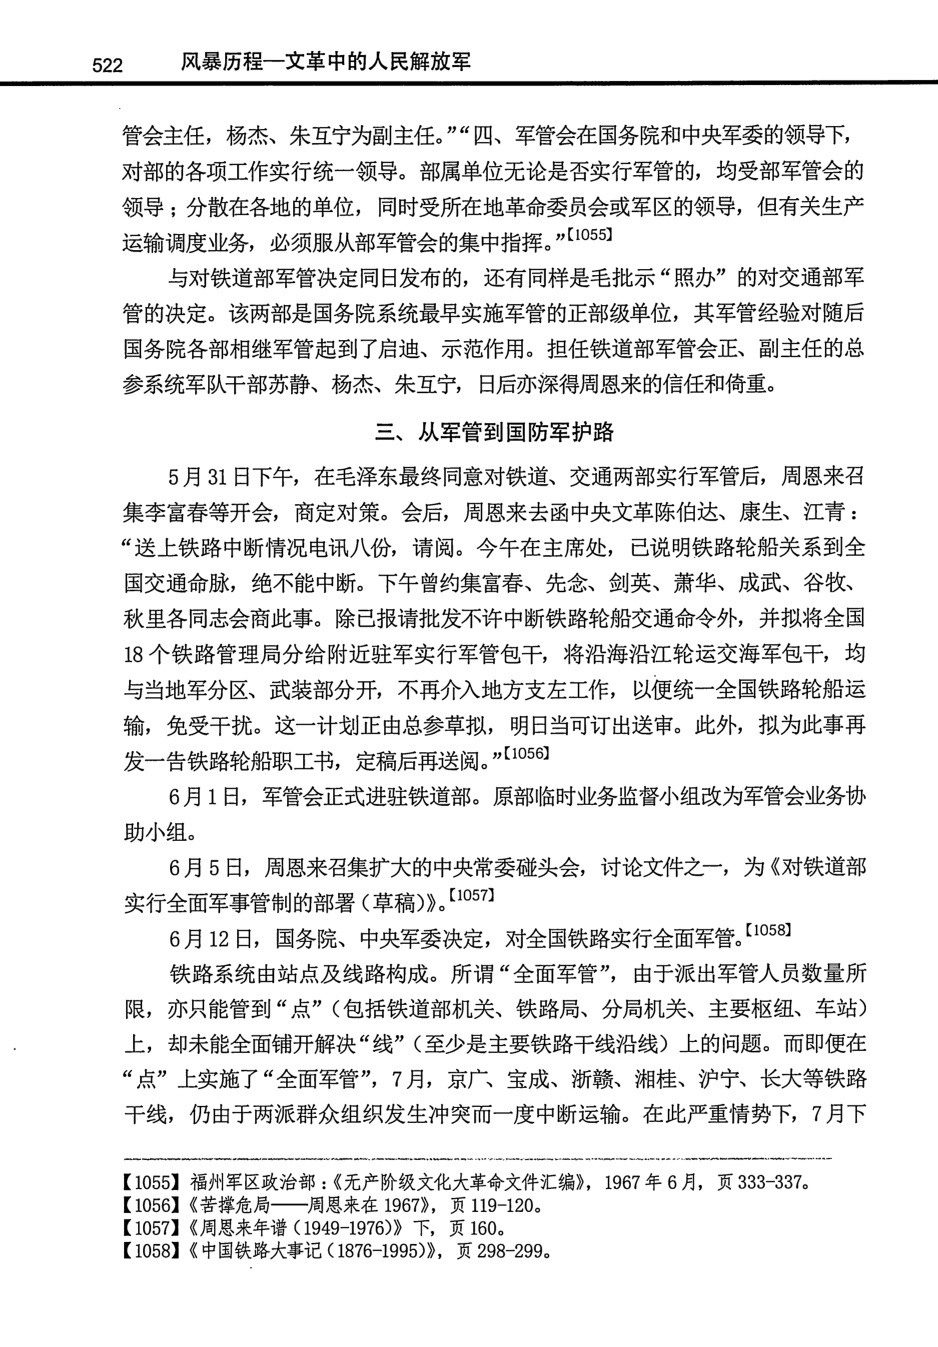 522 风暴历程—文革中的人民解放军
管会主任，杨杰、朱互宁为副主任。”“四、军管会在国务院和中央军委的领导下，
对部的各项工作实行统一领导。部属单位无论是否实行军管的，均受部军管会的
领导；分散在各地的单位，同时受所在地革命委员会或军区的领导，但有关生产
运输调度业务，必须服从部军管会的集中指挥。”【1055】
与对铁道部军管决定同日发布的，还有同样是毛批示“照办”的对交通部军
管的决定。该两部是国务院系统最早实施军管的正部级单位，其军管经验对随后
国务院各部相继军管起到了启迪、示范作用。担任铁道部军管会正、副主任的总
参系统军队干部苏静、杨杰、朱互宁，日后亦深得周恩来的信任和倚重。
三、从军管到国防军护路
5月31日下午，在毛泽东最终同意对铁道、交通两部实行军管后，周恩来召
集李富春等开会，商定对策。会后，周恩来去函中央文革陈伯达、康生、江青：
“送上铁路中断情况电讯八份，请阅。今午在主席处，已说明铁路轮船关系到全
国交通命脉，绝不能中断。下午曾约集富春、先念、剑英、萧华、成武、谷牧、
秋里各同志会商此事。除已报请批发不许中断铁路轮船交通命令外，并拟将全国
18个铁路管理局分给附近驻军实行军管包干，将沿海沿江轮运交海军包干，均
与当地军分区、武装部分开，不再介入地方支左工作，以便统一全国铁路轮船运
输，免受干扰。这一计划正由总参草拟，明日当可订出送审。此外，拟为此事再
发一告铁路轮船职工书，定稿后再送阅。”【1056】
6月1日，军管会正式进驻铁道部。原部临时业务监督小组改为军管会业务协
助小组。
6月5日，周恩来召集扩大的中央常委碰头会，讨论文件之一，为《对铁道部
实行全面军事管制的部署（草稿）》。【1057】
6月12日，国务院、中央军委决定，对全国铁路实行全面军管。【1058】
铁路系统由站点及线路构成。所谓“全面军管”，由于派出军管人员数量所
限，亦只能管到“点”（包括铁道部机关、铁路局、分局机关、主要枢纽、车站）
上，却未能全面铺开解决“线”（至少是主要铁路干线沿线）上的问题。而即便在
“点”上实施了“全面军管”，7月，京广、宝成、浙赣、湘桂、沪宁、长大等铁路
干线，仍由于两派群众组织发生冲突而一度中断运输。在此严重情势下，7月下
【1055】福州军区政治部：《无产阶级文化大革命文件汇编》，1967年6月，页333-337。
【1056】《苦撑危局——周恩来在1967》，页119-120。
【1057】《周恩来年谱（1949-1976）》下，页160。
【1058】《中国铁路大事记（1876-1995）》，页298-299。